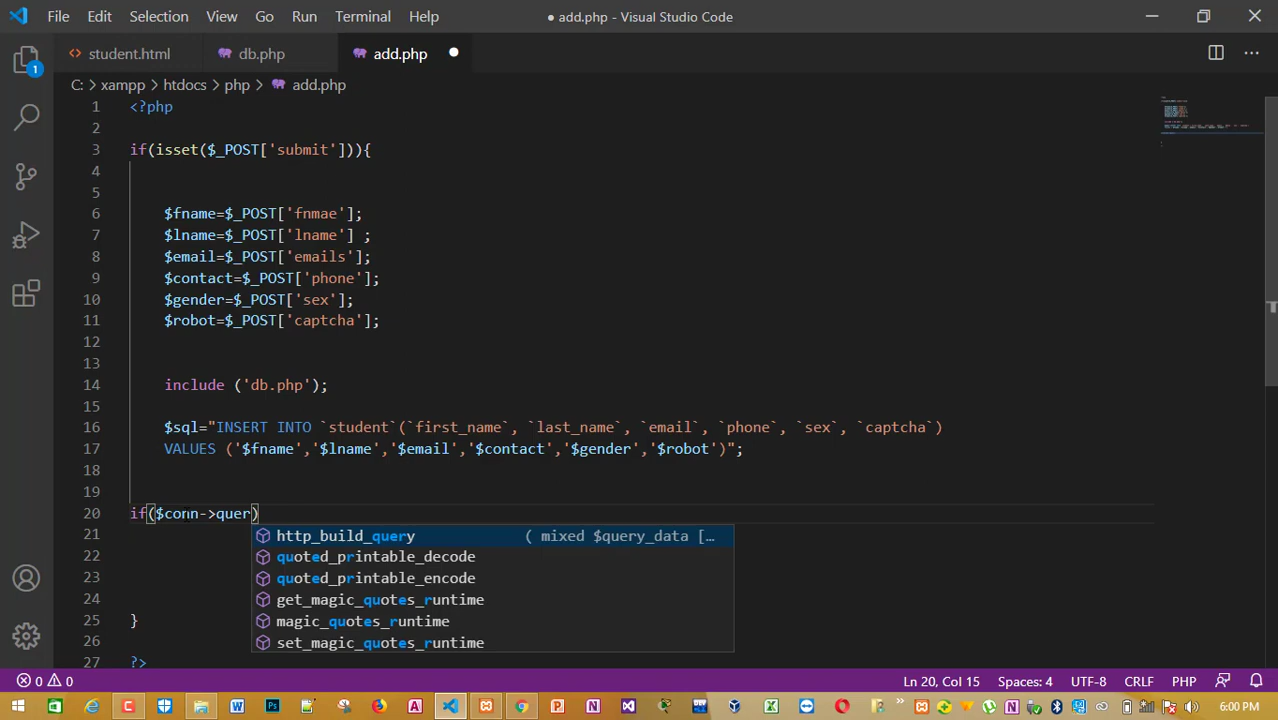 File Edit Selection View Go Run Terminal Help ● add.php - Visual Studio Code
<> student.html db.php add.php ●
C: > xampp > htdocs > php > add.php
1 <?php
2
3 if(isset($_POST['submit'])){
4
5
6 $fname=$_POST['fnmae'];
7 $lname=$_POST['lname'] ;
8 $email=$_POST['emails'];
9 $contact=$_POST['phone'];
10 $gender=$_POST['sex'];
11 $robot=$_POST['captcha'];
12
13
14 include ('db.php');
15
16 $sql="INSERT INTO `student`(`first_name`, `last_name`, `email`, `phone`, `sex`, `captcha`)
17 VALUES ('$fname','$lname','$email','$contact','$gender','$robot')";
18
19
20 if($conn->quer)
21 http_build_query ( mixed $query_data […
22 quoted_printable_decode
23 quoted_printable_encode
24 get_magic_quotes_runtime
25 } magic_quotes_runtime
26 set_magic_quotes_runtime
27 ?>
1
0 0 Ln 20, Col 15 Spaces: 4 UTF-8 CRLF PHP
6:00 PM